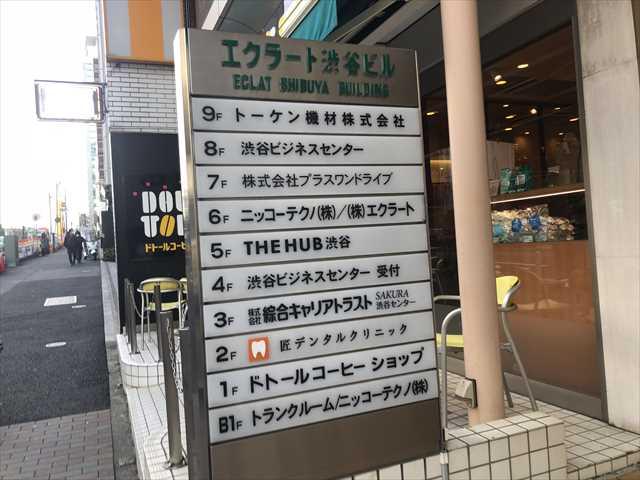 エクラート渋谷ビル
ECLAT SHIBUYA BUILDING
9F トーケン機材株式会社
8F 渋谷ビジネスセンター
7F 株式会社プラスワンドライブ
6F ニッコーテクノ(株)/(株)エクラート
5F THE HUB 渋谷
4F 渋谷ビジネスセンター 受付
3F 株式会社 綜合キャリアトラスト SAKURA 渋谷センター
2F 匠デンタルクリニック
1F ドトールコーヒー ショップ
B1F トランクルーム/ニッコーテクノ(株)
DOU
TOR
ドトールコーヒ